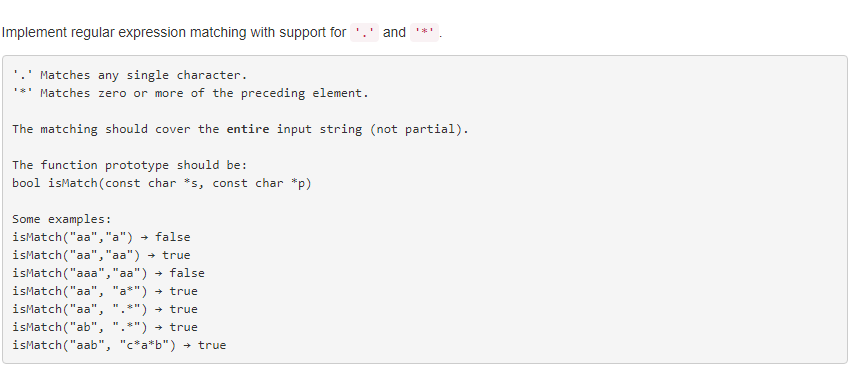 Implement regular expression matching with support for '.' and '*'.
'.' Matches any single character.
'*' Matches zero or more of the preceding element.
The matching should cover the entire input string (not partial).
The function prototype should be:
bool isMatch(const char *s, const char *p)
Some examples:
isMatch("aa","a") → false
isMatch("aa","aa") → true
isMatch("aaa","aa") → false
isMatch("aa", "a*") → true
isMatch("aa", ".*") → true
isMatch("ab", ".*") → true
isMatch("aab", "c*a*b") → true